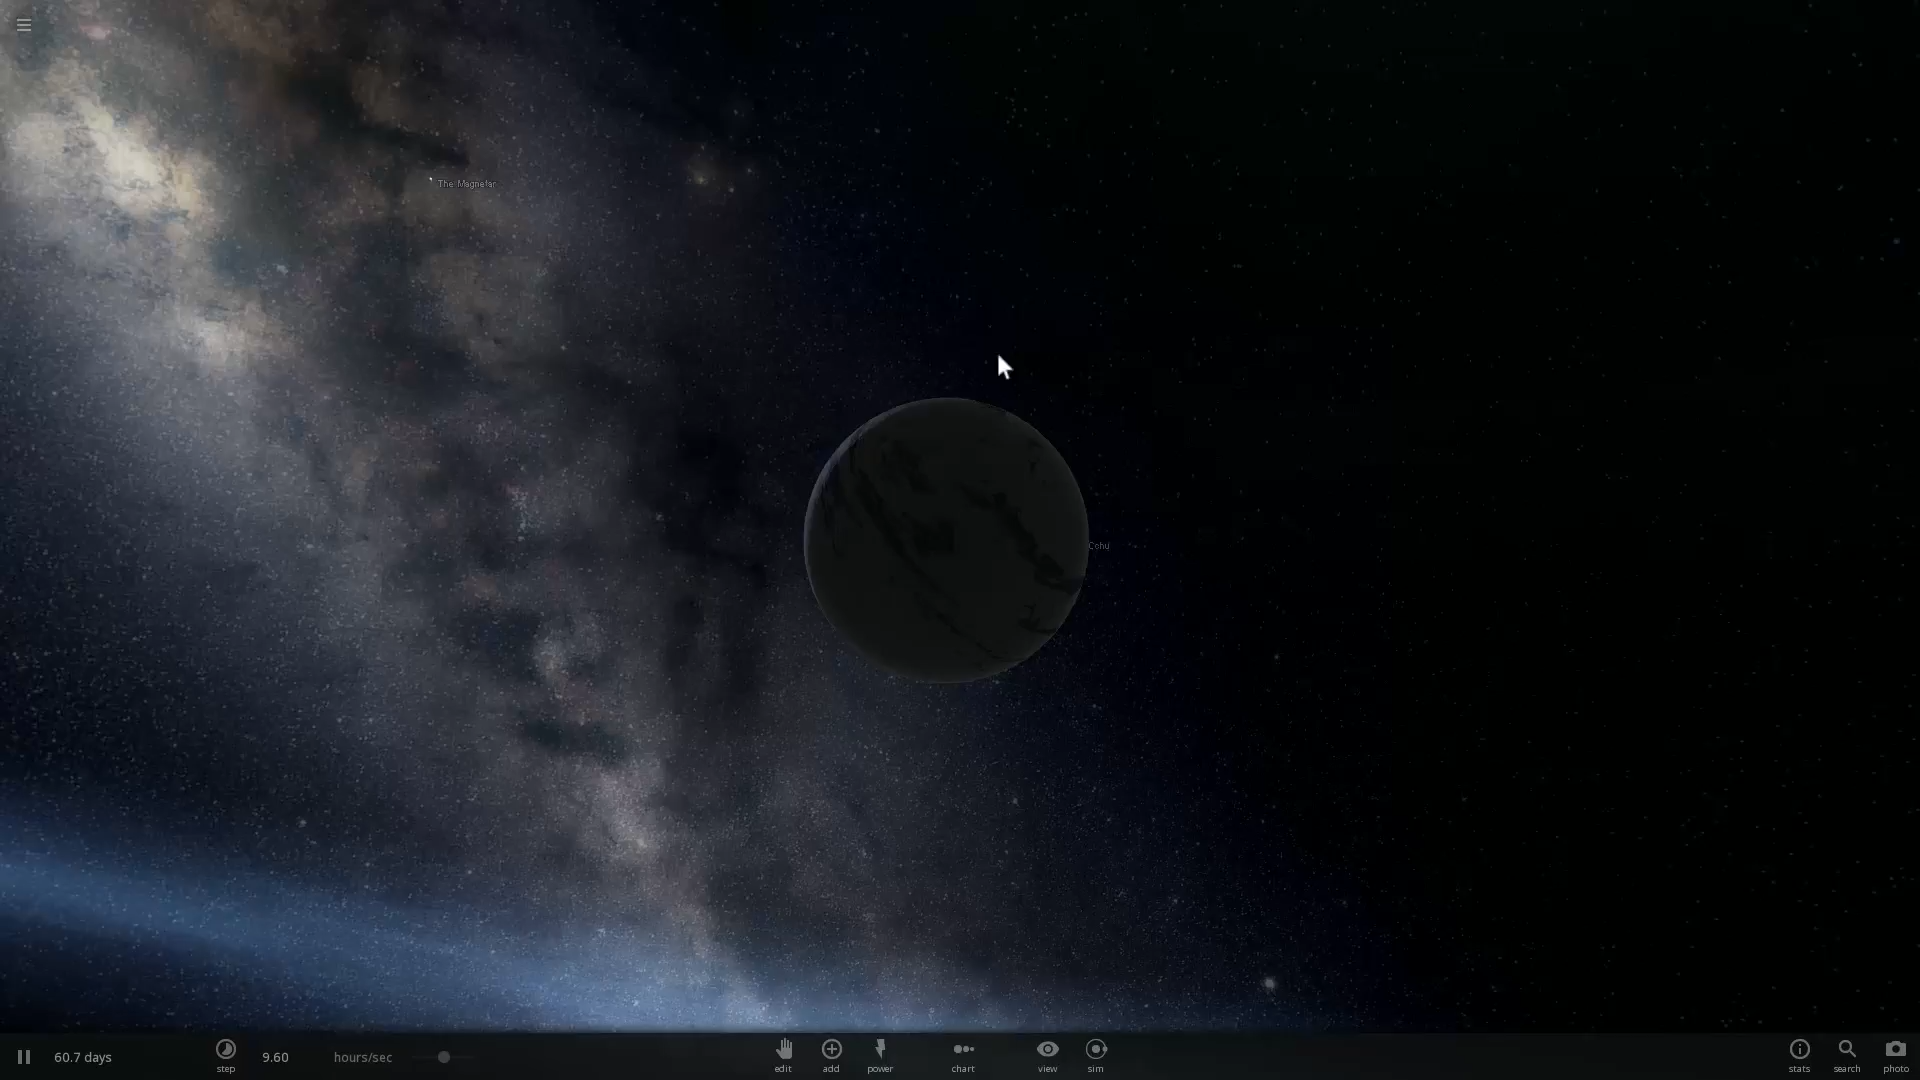 The Magnetar
Cohu
60.7 days
step
9.60
hours/sec
edit
add
power
chart
view
sim
stats
search
photo